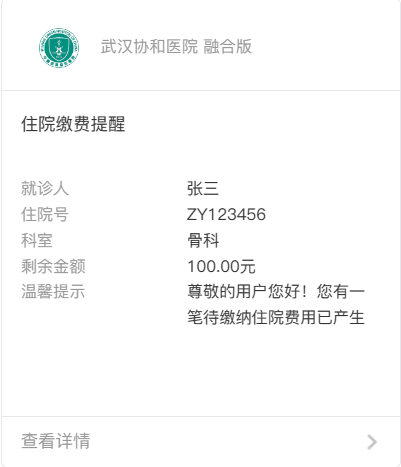 武汉协和医院 融合版
住院缴费提醒
就诊人 张三
住院号 ZY123456
科室 骨科
剩余金额 100.00元
温馨提示 尊敬的用户您好！您有一
笔待缴纳住院费用已产生
查看详情